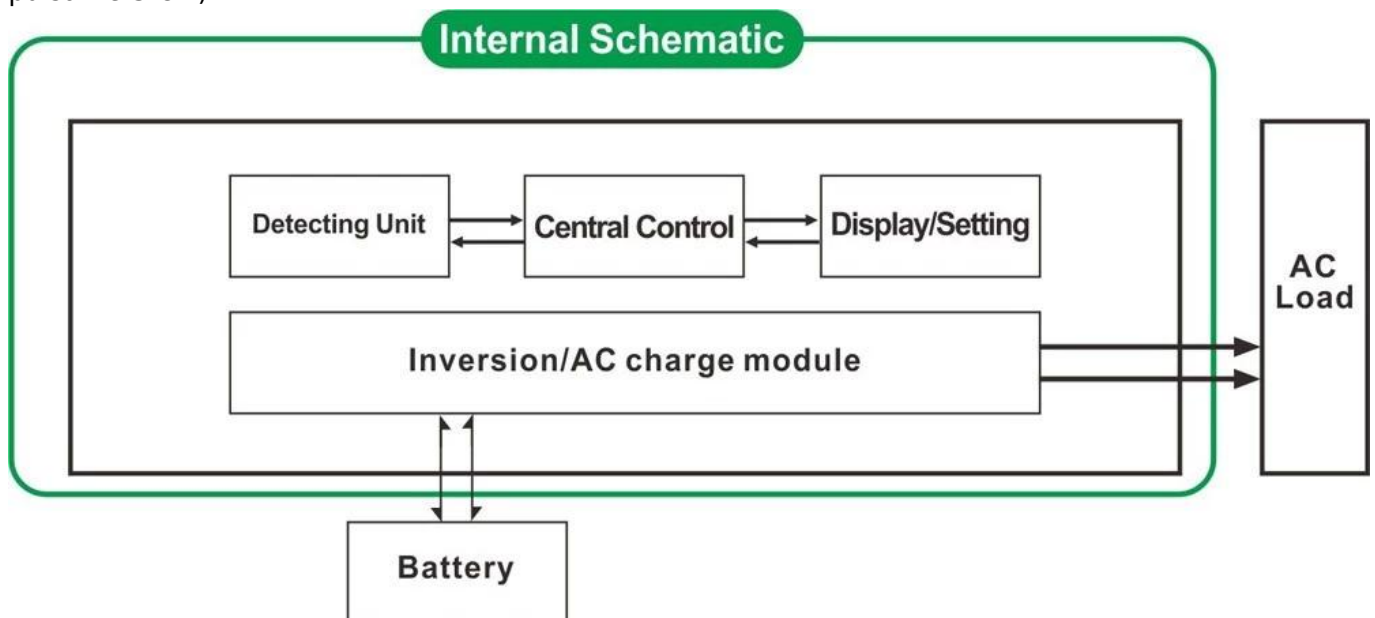 Internal Schematic
Detecting Unit
Central Control
Display/Setting
AC
Load
Inversion/AC charge module
Battery